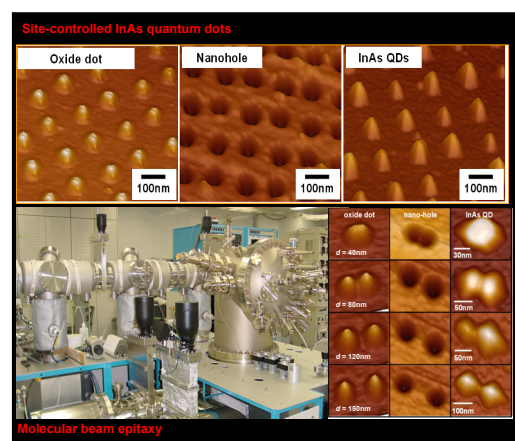 Site-controlled InAs quantum dots
Oxide dot
Nanohole
InAs QDs
100nm
100nm
100nm
oxide dot
nano-hole
InAs QD
d = 40nm
30nm
d = 80nm
50nm
d = 120nm
50nm
d = 150nm
100nm
Molecular beam epitaxy